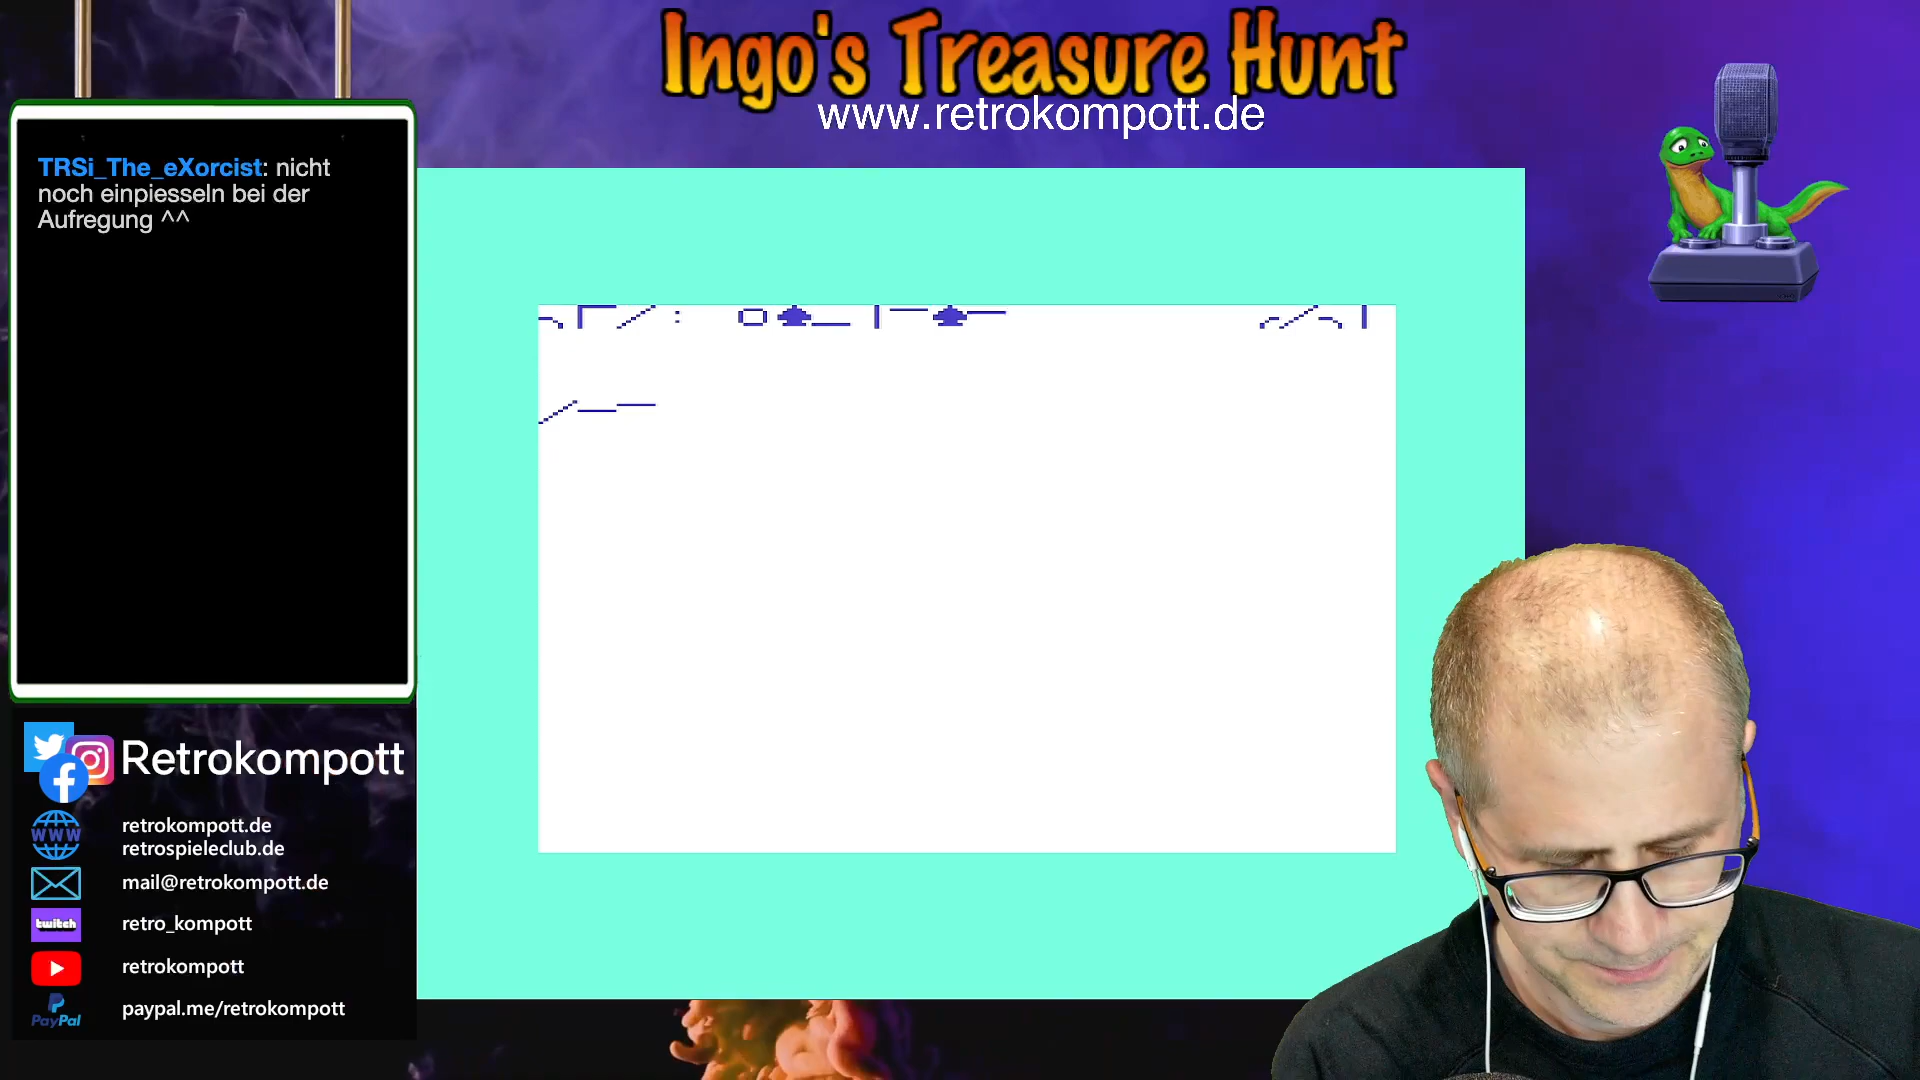 Ingo's Treasure Hunt
www.retrokompott.de
TRSi_The_eXorcist: nicht
noch einpiesseln bei der
Aufregung ^^
Retrokompott
WWW
retrokompott.de
retrospieleclub.de
mail@retrokompott.de
twitch
retro_kompott
retrokompott
PayPal
paypal.me/retrokompott